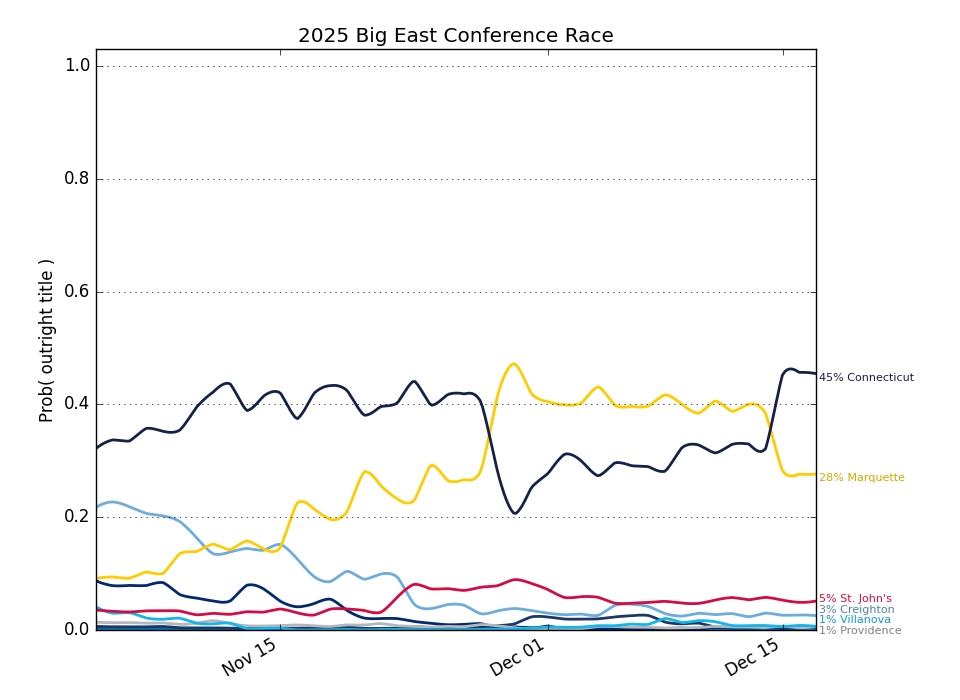 2025 Big East Conference Race
Prob( outright title )
1.0
0.8
0.6
0.4
0.2
0.0
Nov 15
Dec 01
Dec 15
45% Connecticut
28% Marquette
5% St. John's
3% Creighton
1% Villanova
1% Providence